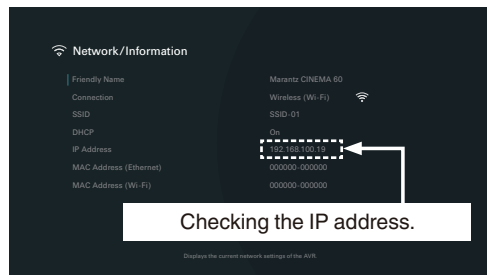 Network/Information
Friendly Name Marantz CINEMA 60
Connection Wireless (Wi-Fi)
SSID SSID-01
DHCP On
IP Address 192.168.100.19
MAC Address (Ethernet) 000000-000000
MAC Address (Wi-Fi) 000000-000000
Checking the IP address.
Displays the current network settings of the AVR